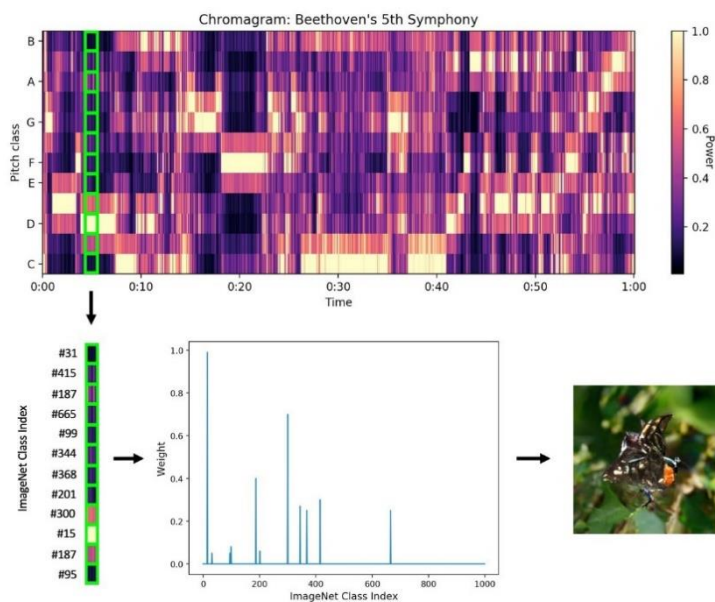 Chromagram: Beethoven's 5th Symphony
B
A
G
F
E
D
C
Pitch class
0:00 0:10 0:20 0:30 0:40 0:50 1:00
Time
1.0
0.8
0.6
0.4
0.2
Power
ImageNet Class Index
#31
#415
#187
#665
#99
#344
#368
#201
#300
#15
#187
#95
Weight
1.0
0.8
0.6
0.4
0.2
0.0
0 200 400 600 800 1000
ImageNet Class Index